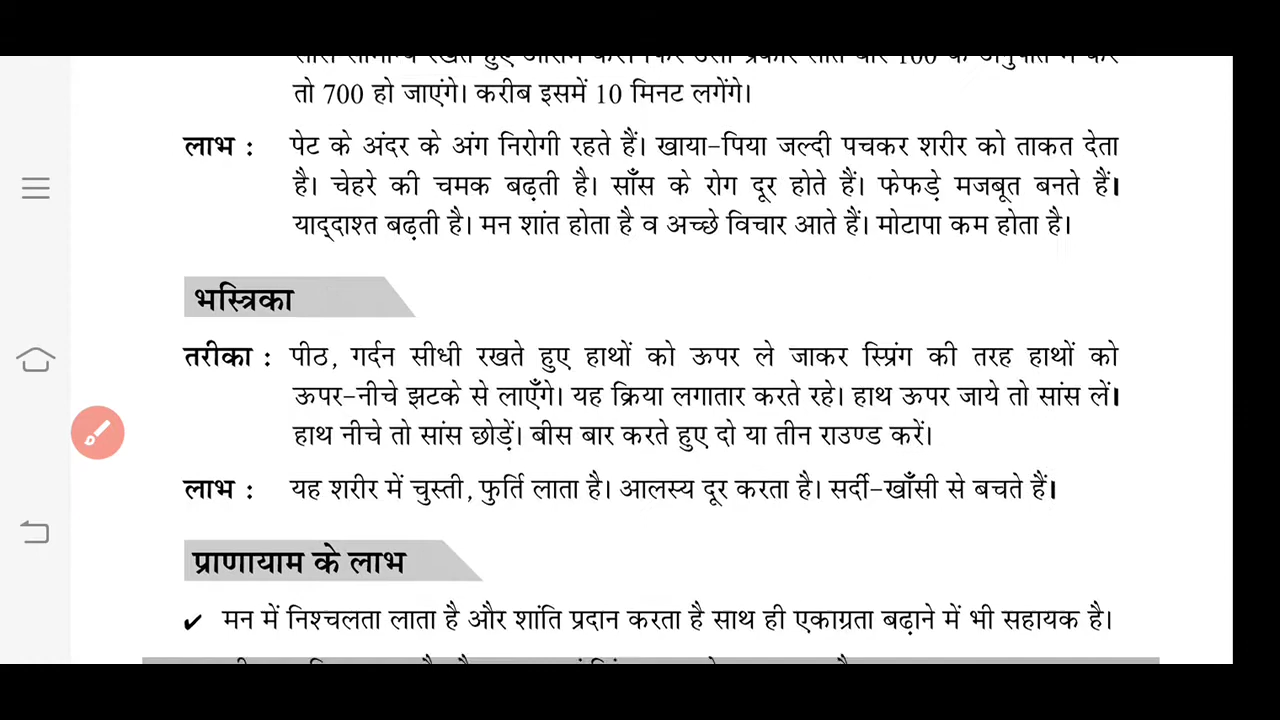 तो 700 हो जाएंगे। करीब इसमें 10 मिनट लगेंगे।
लाभ : पेट के अंदर के अंग निरोगी रहते हैं। खाया-पिया जल्दी पचकर शरीर को ताकत देता
है। चेहरे की चमक बढ़ती है। साँस के रोग दूर होते हैं। फेफड़े मजबूत बनते हैं।
याद्दाश्त बढ़ती है। मन शांत होता है व अच्छे विचार आते हैं। मोटापा कम होता है।
भस्त्रिका
तरीका : पीठ, गर्दन सीधी रखते हुए हाथों को ऊपर ले जाकर स्प्रिंग की तरह हाथों को
ऊपर-नीचे झटके से लाएँगे। यह क्रिया लगातार करते रहे। हाथ ऊपर जाये तो सांस लें।
हाथ नीचे तो सांस छोड़ें। बीस बार करते हुए दो या तीन राउण्ड करें।
लाभ : यह शरीर में चुस्ती, फुर्ति लाता है। आलस्य दूर करता है। सर्दी-खाँसी से बचते हैं।
प्राणायाम के लाभ
✔ मन में निश्चलता लाता है और शांति प्रदान करता है साथ ही एकाग्रता बढ़ाने में भी सहायक है।